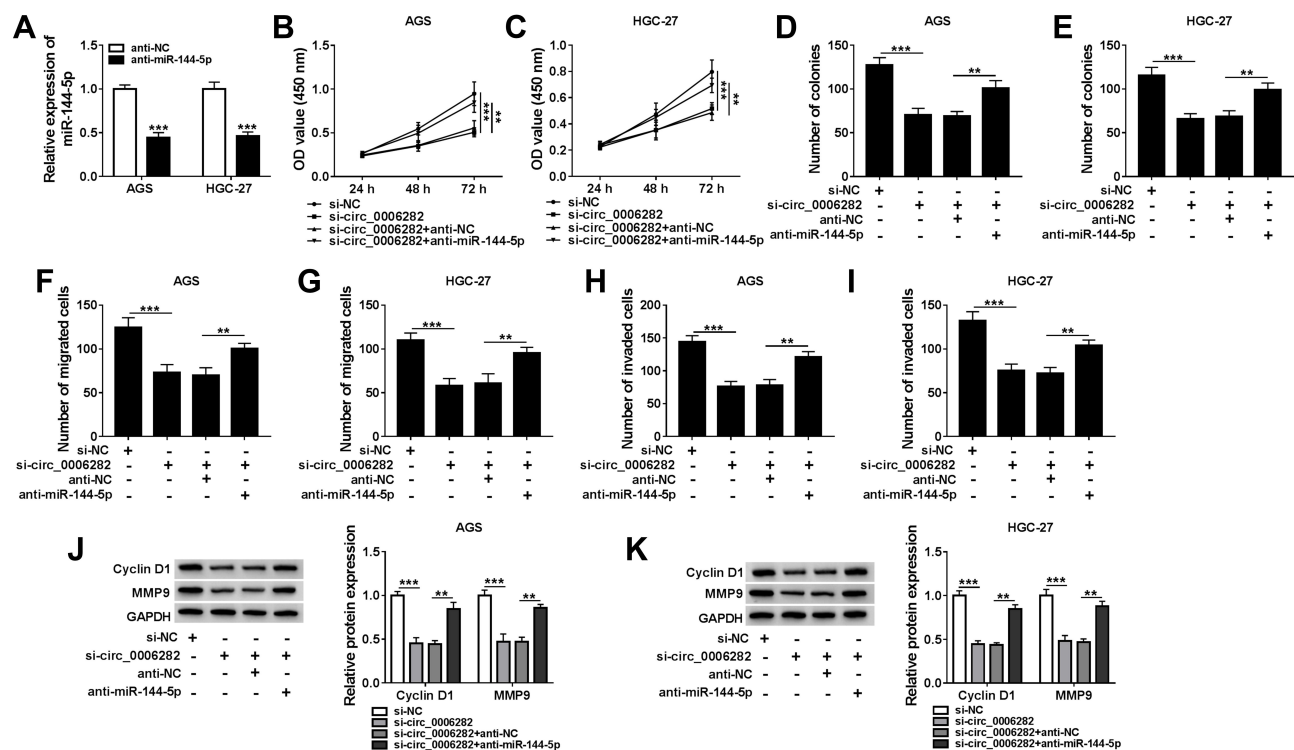 A
Relative expression of
miR-144-5p
anti-NC
anti-miR-144-5p
1.5
1.0
0.5
0.0
***
***
AGS
HGC-27
B
AGS
OD value (450 nm)
1.5
1.0
0.5
0.0
***
**
24 h
48 h
72 h
si-NC
si-circ_0006282
si-circ_0006282+anti-NC
si-circ_0006282+anti-miR-144-5p
C
HGC-27
OD value (450 nm)
1.0
0.8
0.6
0.4
0.2
0.0
***
**
24 h
48 h
72 h
si-NC
si-circ_0006282
si-circ_0006282+anti-NC
si-circ_0006282+anti-miR-144-5p
D
AGS
Number of colonies
150
100
50
0
***
**
si-NC + - - -
si-circ_0006282 - + + +
anti-NC - - + -
anti-miR-144-5p - - - +
E
HGC-27
Number of colonies
150
100
50
0
***
**
si-NC + - - -
si-circ_0006282 - + + +
anti-NC - - + -
anti-miR-144-5p - - - +
F
AGS
Number of migrated cells
150
100
50
0
***
**
si-NC + - - -
si-circ_0006282 - + + +
anti-NC - - + -
anti-miR-144-5p - - - +
G
HGC-27
Number of migrated cells
150
100
50
0
***
**
si-NC + - - -
si-circ_0006282 - + + +
anti-NC - - + -
anti-miR-144-5p - - - +
H
AGS
Number of invaded cells
200
150
100
50
0
***
**
si-NC + - - -
si-circ_0006282 - + + +
anti-NC - - + -
anti-miR-144-5p - - - +
I
HGC-27
Number of invaded cells
150
100
50
0
***
**
si-NC + - - -
si-circ_0006282 - + + +
anti-NC - - + -
anti-miR-144-5p - - - +
J
Cyclin D1
MMP9
GAPDH
si-NC + - - -
si-circ_0006282 - + + +
anti-NC - - + -
anti-miR-144-5p - - - +
AGS
Relative protein expression
1.5
1.0
0.5
0.0
***
**
***
**
Cyclin D1
MMP9
si-NC
si-circ_0006282
si-circ_0006282+anti-NC
si-circ_0006282+anti-miR-144-5p
K
Cyclin D1
MMP9
GAPDH
si-NC + - - -
si-circ_0006282 - + + +
anti-NC - - + -
anti-miR-144-5p - - - +
HGC-27
Relative protein expression
1.5
1.0
0.5
0.0
***
**
***
**
Cyclin D1
MMP9
si-NC
si-circ_0006282
si-circ_0006282+anti-NC
si-circ_0006282+anti-miR-144-5p